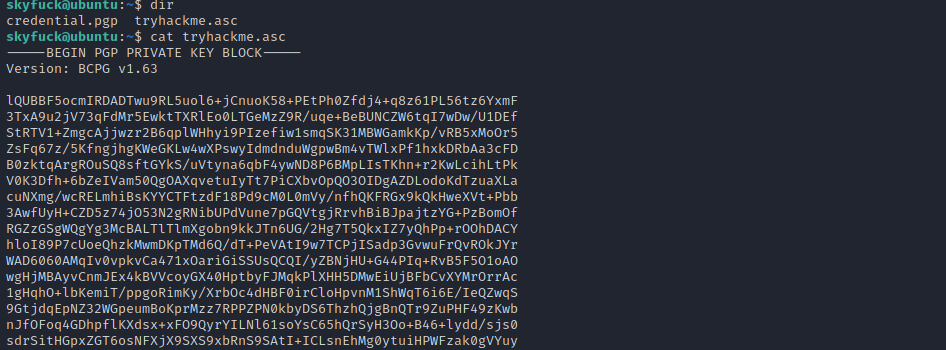 skyfuck@ubuntu:~$ dir
credential.pgp  tryhackme.asc
skyfuck@ubuntu:~$ cat tryhackme.asc
-----BEGIN PGP PRIVATE KEY BLOCK-----
Version: BCPG v1.63
lQUBBF5ocmIRDADTwu9RL5uol6+jCnuoK58+PEtPh0Zfdj4+q8z61PL56tz6YxmF
3TxA9u2jV73qFdMr5EwktTXRlEo0LTGeMzZ9R/uqe+BeBUNCZW6tqI7wDw/U1DEf
StRTV1+ZmgcAjjwzr2B6qplWHhyi9PIzefiw1smqSK31MBWGamkKp/vRB5xMoOr5
ZsFq67z/5KfngjhgKWeGKLw4wXPswyIdmdnduWgpwBm4vTWlxPf1hxkDRbAa3cFD
B0zktqArgROuSQ8sftGYkS/uVtyna6qbF4ywND8P6BMpLIsTKhn+r2KwLcihLtPk
V0K3Dfh+6bZeIVam50QgOAXqvetuIyTt7PiCXbvOpQO3OIDgAZDLodoKdTzuaXLa
cuNXmg/wcRELmhiBsKYYCTFtzdF18Pd9cM0L0mVy/nfhQKFRGx9kQkHweXVt+Pbb
3AwfUyH+CZD5z74jO53N2gRNibUPdVune7pGQVtgjRrvhBiBJpajtzYG+PzBomOf
RGZzGSgWQgYg3McBALTlTlmXgobn9kkJTn6UG/2Hg7T5QkxIZ7yQhPp+rOOhDACY
hloI89P7cUoeQhzkMwmDKpTMd6Q/dT+PeVAtI9w7TCPjISadp3GvwuFrQvROkJYr
WAD6060AMqIv0vpkvCa471xOariGiSSUsQCQI/yZBNjHU+G44PIq+RvB5F5O1oAO
wgHjMBAyvCnmJEx4kBVVcoyGX40HptbyFJMqkPlXHH5DMwEiUjBFbCvXYMrOrrAc
1gHqhO+lbKemiT/ppgoRimKy/XrbOc4dHBF0irCloHpvnM1ShWqT6i6E/IeQZwqS
9GtjdqEpNZ32WGpeumBoKprMzz7RPPZPN0kbyDS6ThzhQjgBnQTr9ZuPHF49zKwb
nJfOFoq4GDhpflKXdsx+xFO9QyrYILNl61soYsC65hQrSyH3Oo+B46+lydd/sjs0
sdrSitHGpxZGT6osNFXjX9SXS9xbRnS9SAtI+ICLsnEhMg0ytuiHPWFzak0gVYuy